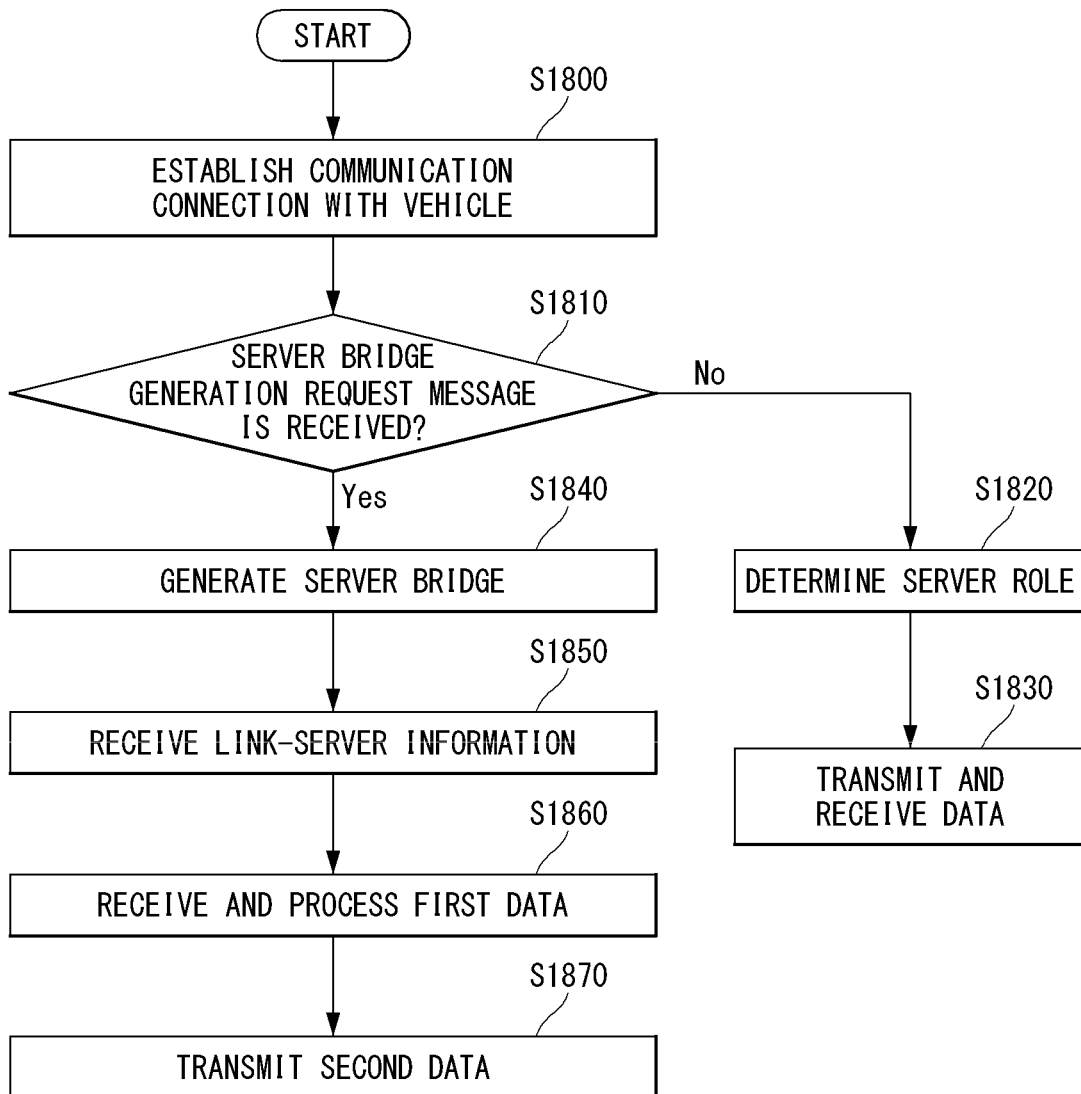 START
S1800
ESTABLISH COMMUNICATION
CONNECTION WITH VEHICLE
S1810
SERVER BRIDGE
GENERATION REQUEST MESSAGE
IS RECEIVED?
No
Yes
S1840
GENERATE SERVER BRIDGE
S1820
DETERMINE SERVER ROLE
S1850
RECEIVE LINK-SERVER INFORMATION
S1830
TRANSMIT AND
RECEIVE DATA
S1860
RECEIVE AND PROCESS FIRST DATA
S1870
TRANSMIT SECOND DATA